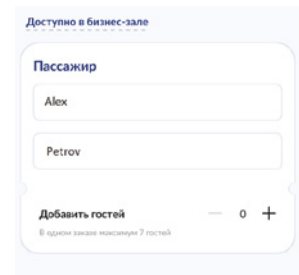 Доступно в бизнес-зале
Пассажир
Alex
Petrov
Добавить гостей
— 0 +
В одном заказе максимум 7 гостей